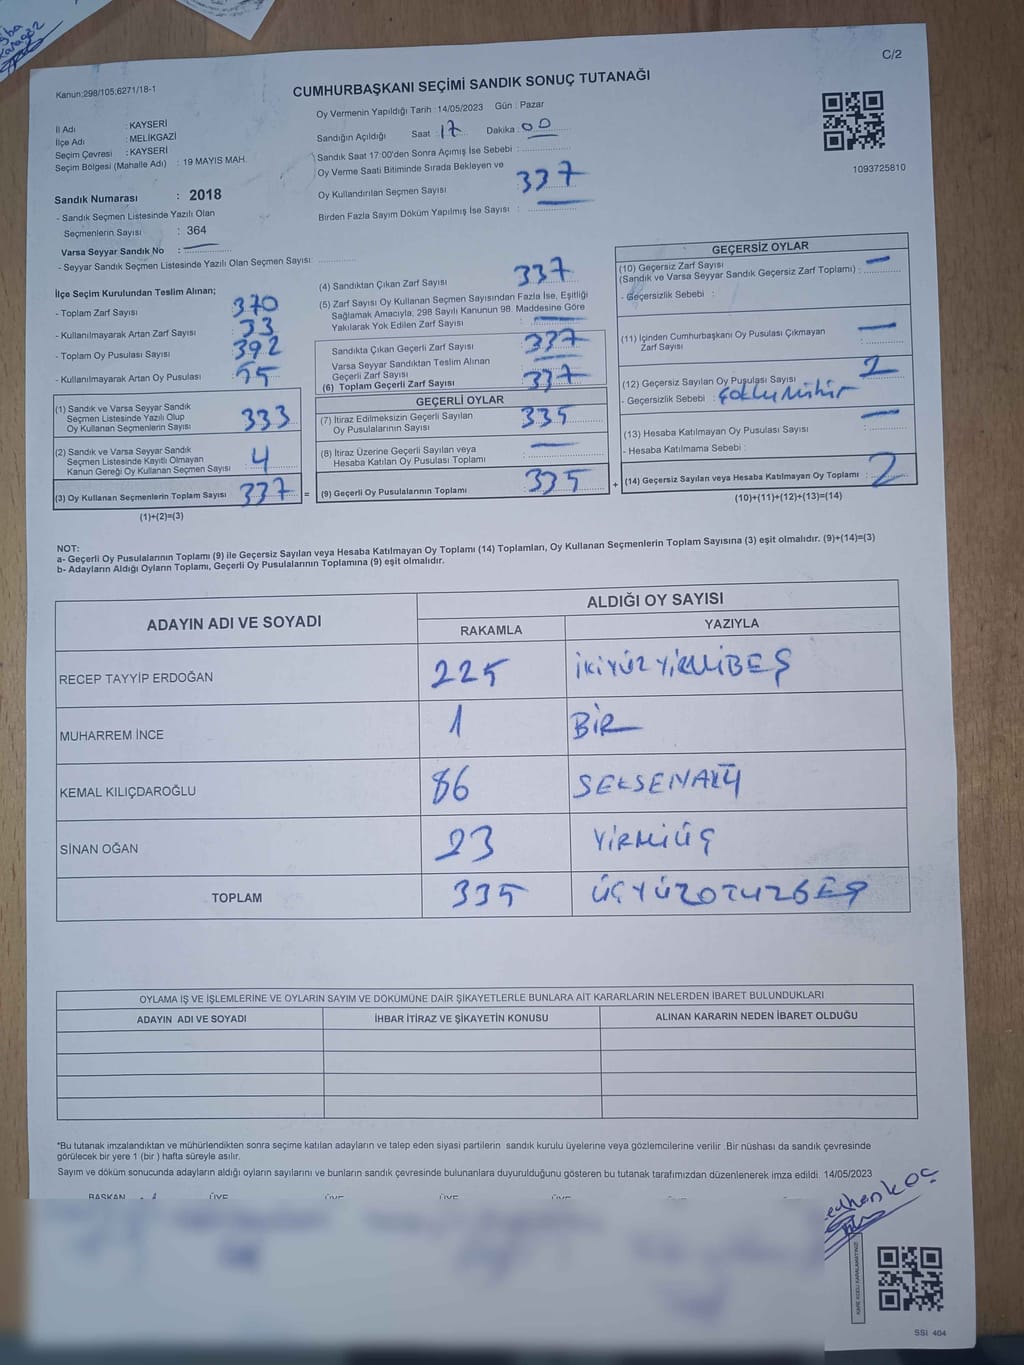 C/2
Kanun:298/105;6271/18-1
CUMHURBAŞKANI SEÇİMİ SANDIK SONUÇ TUTANAĞI
İl Adı : KAYSERİ
İlçe Adı : MELİKGAZİ
Seçim Çevresi : KAYSERİ
Seçim Bölgesi (Mahalle Adı) : 19 MAYIS MAH.
Sandık Numarası : 2018
- Sandık Seçmen Listesinde Yazılı Olan
Seçmenlerin Sayısı : 364
Varsa Seyyar Sandık No :
- Seyyar Sandık Seçmen Listesinde Yazılı Olan Seçmen Sayısı:
Oy Vermenin Yapıldığı Tarih : 14/05/2023 Gün : Pazar
Sandığın Açıldığı Saat : 17 Dakika : 00
Sandık Saat 17:00'den Sonra Açımış İse Sebebi :
Oy Verme Saati Bitiminde Sırada Bekleyen ve
Oy Kullandırılan Seçmen Sayısı 337
Birden Fazla Sayım Döküm Yapılmış İse Sayısı :
1093725810
İlçe Seçim Kurulundan Teslim Alınan;
- Toplam Zarf Sayısı : 370
- Kullanılmayarak Artan Zarf Sayısı : 33
- Toplam Oy Pusulası Sayısı : 392
- Kullanılmayarak Artan Oy Pusulası : 55
(1) Sandık ve Varsa Seyyar Sandık
Seçmen Listesinde Yazılı Olup
Oy Kullanan Seçmenlerin Sayısı : 333
(2) Sandık ve Varsa Seyyar Sandık
Seçmen Listesinde Kayıtlı Olmayan
Kanun Gereği Oy Kullanan Seçmen Sayısı : 4
(3) Oy Kullanan Seçmenlerin Toplam Sayısı : 337 =
(1)+(2)=(3)
(4) Sandıktan Çıkan Zarf Sayısı : 337
(5) Zarf Sayısı Oy Kullanan Seçmen Sayısından Fazla İse, Eşitliği
Sağlamak Amacıyla; 298 Sayılı Kanunun 98. Maddesine Göre
Yakılarak Yok Edilen Zarf Sayısı :
Sandıkta Çıkan Geçerli Zarf Sayısı : 337
Varsa Seyyar Sandıktan Teslim Alınan
Geçerli Zarf Sayısı
(6) Toplam Geçerli Zarf Sayısı : 337
GEÇERLİ OYLAR
(7) İtiraz Edilmeksizin Geçerli Sayılan
Oy Pusulalarının Sayısı : 335
(8) İtiraz Üzerine Geçerli Sayılan veya
Hesaba Katılan Oy Pusulası Toplamı :
(9) Geçerli Oy Pusulalarının Toplamı : 335 +
GEÇERSİZ OYLAR
(10) Geçersiz Zarf Sayısı
(Sandık ve Varsa Seyyar Sandık Geçersiz Zarf Toplamı) : –
- Geçersizlik Sebebi :
(11) İçinden Cumhurbaşkanı Oy Pusulası Çıkmayan
Zarf Sayısı : –
(12) Geçersiz Sayılan Oy Pusulası Sayısı : 2
- Geçersizlik Sebebi : Çoklu Mühür
(13) Hesaba Katılmayan Oy Pusulası Sayısı : –
- Hesaba Katılmama Sebebi :
(14) Geçersiz Sayılan veya Hesaba Katılmayan Oy Toplamı : 2
(10)+(11)+(12)+(13)=(14)
NOT:
a- Geçerli Oy Pusulalarının Toplamı (9) ile Geçersiz Sayılan veya Hesaba Katılmayan Oy Toplamı (14) Toplamları, Oy Kullanan Seçmenlerin Toplam Sayısına (3) eşit olmalıdır. (9)+(14)=(3)
b- Adayların Aldığı Oyların Toplamı, Geçerli Oy Pusulalarının Toplamına (9) eşit olmalıdır.
ADAYIN ADI VE SOYADI
ALDIĞI OY SAYISI
RAKAMLA YAZIYLA
RECEP TAYYİP ERDOĞAN 225 İKİYÜZYİRMİBEŞ
MUHARREM İNCE 1 BİR
KEMAL KILIÇDAROĞLU 86 SEKSENALTI
SİNAN OĞAN 23 YİRMİÜÇ
TOPLAM 335 ÜÇYÜZOTUZBEŞ
OYLAMA İŞ VE İŞLEMLERİNE VE OYLARIN SAYIM VE DÖKÜMÜNE DAİR ŞİKAYETLERLE BUNLARA AİT KARARLARIN NELERDEN İBARET BULUNDUKLARI
ADAYIN ADI VE SOYADI İHBAR İTİRAZ VE ŞİKAYETİN KONUSU ALINAN KARARIN NEDEN İBARET OLDUĞU
*Bu tutanak imzalandıktan ve mühürlendikten sonra seçime katılan adayların ve talep eden siyasi partilerin sandık kurulu üyelerine veya gözlemcilerine verilir. Bir nüshası da sandık çevresinde
görülecek bir yere 1 (bir) hafta süreyle asılır.
Sayım ve döküm sonucunda adayların aldığı oyların sayılarını ve bunların sandık çevresinde bulunanlara duyurulduğunu gösteren bu tutanak tarafımızdan düzenlenerek imza edildi. 14/05/2023
BAŞKAN ÜYE ÜYE ÜYE ÜYE
SSI 404